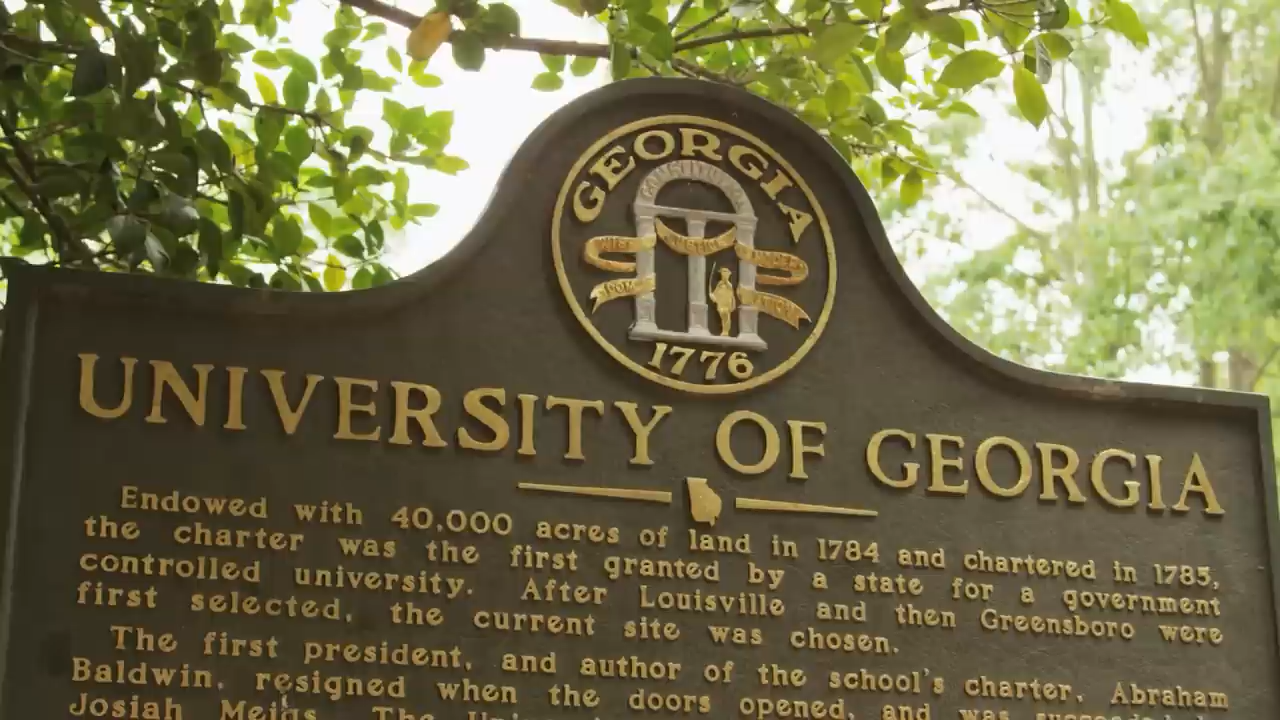 GEORGIA
CONSTITUTION
WISDOM JUSTICE MODERATION
1776
UNIVERSITY OF GEORGIA
Endowed with 40,000 acres of land in 1784 and chartered in 1785,
the charter was the first granted by a state for a government
controlled university. After Louisville and then Greensboro were
first selected, the current site was chosen.
The first president, and author of the school's charter, Abraham
Baldwin, resigned when the doors opened, and was
Josiah Meigs. The